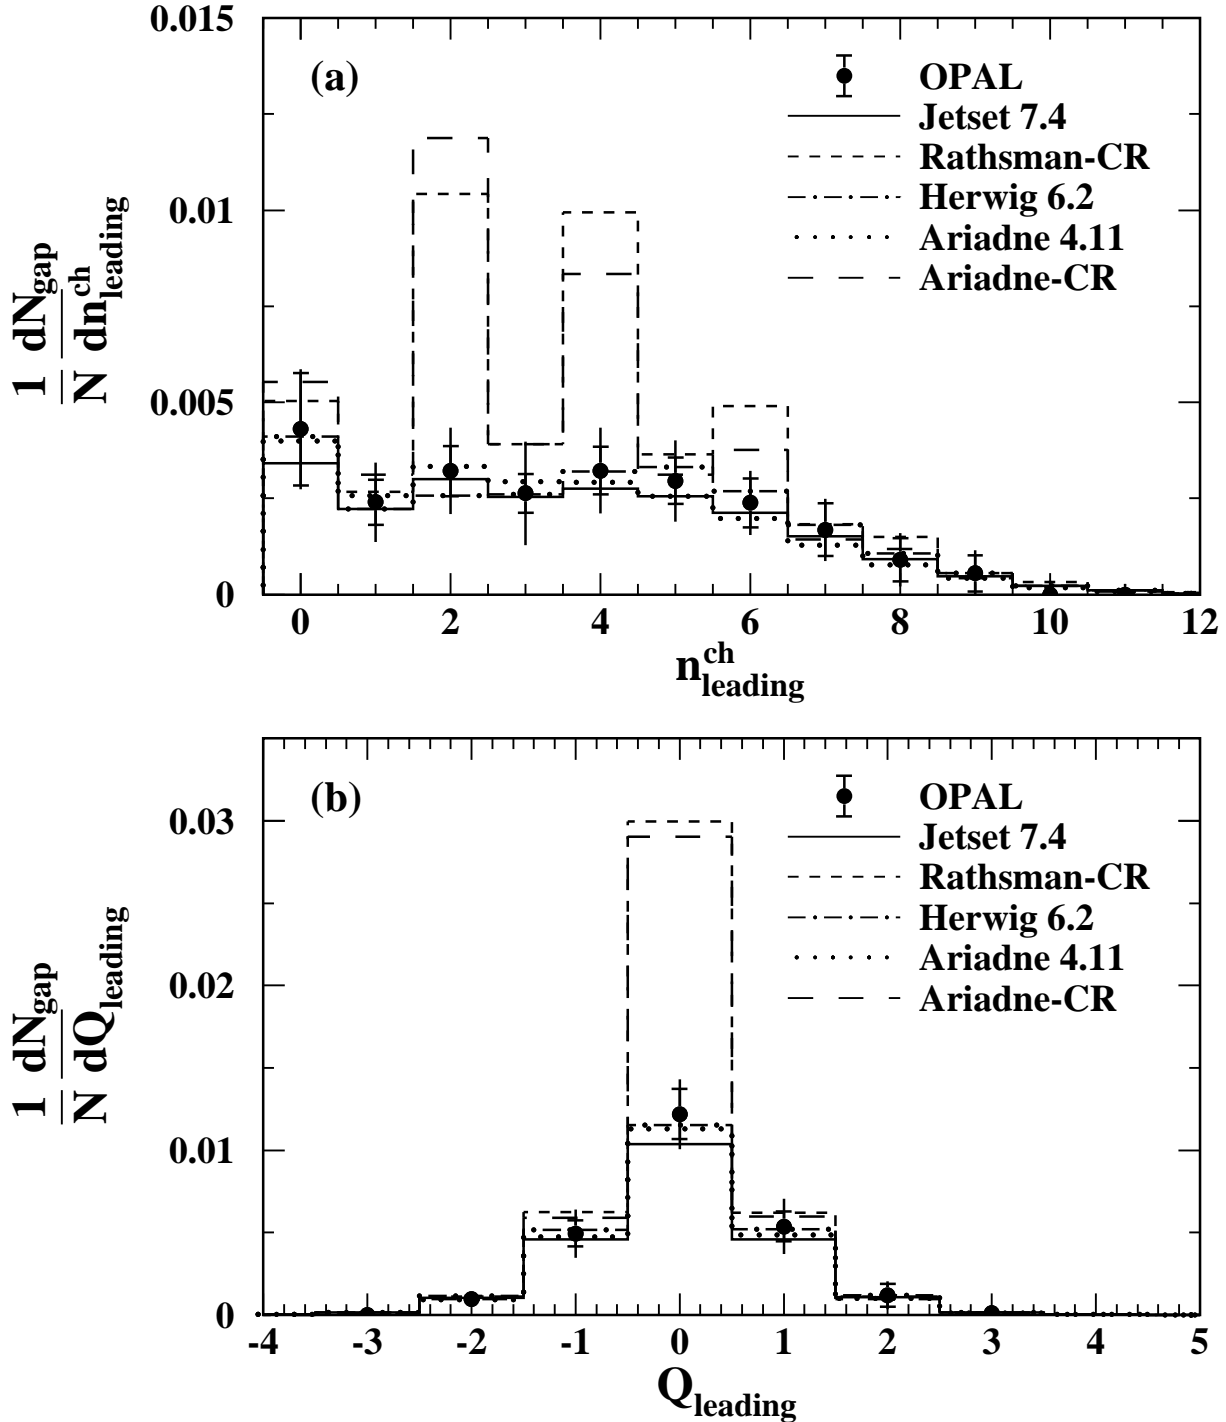 0.015
0.01
0.005
0
(a)
OPAL
Jetset 7.4
Rathsman-CR
Herwig 6.2
Ariadne 4.11
Ariadne-CR
1 dN_gap
N dn^ch_leading
0 2 4 6 8 10 12
n^ch_leading
0.03
0.02
0.01
0
(b)
OPAL
Jetset 7.4
Rathsman-CR
Herwig 6.2
Ariadne 4.11
Ariadne-CR
1 dN_gap
N dQ_leading
-4 -3 -2 -1 0 1 2 3 4 5
Q_leading